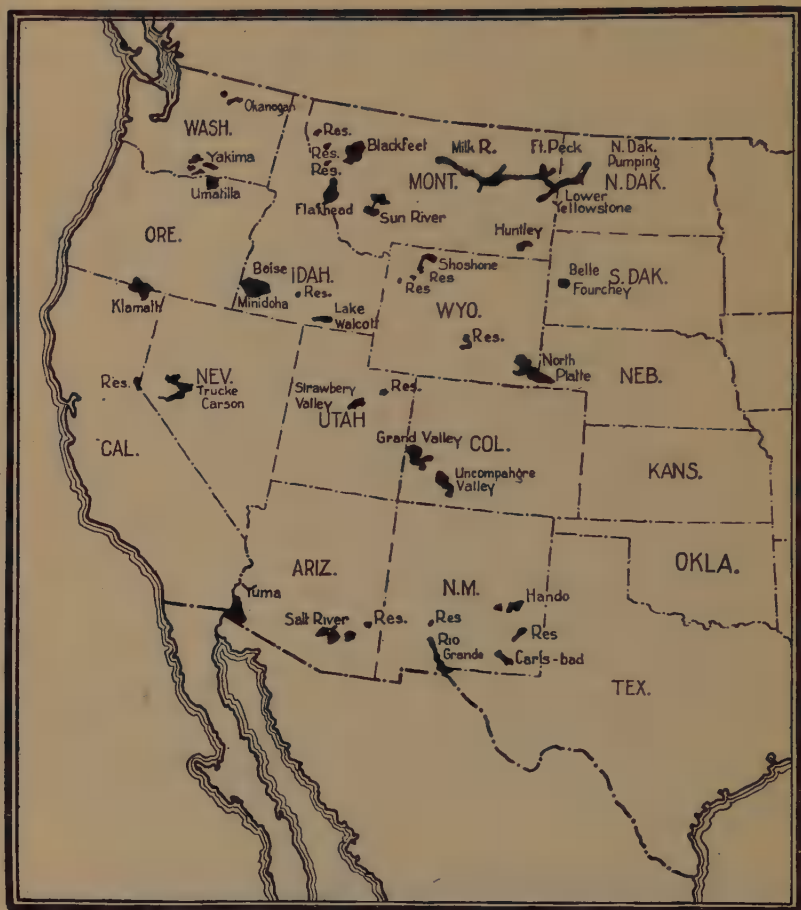 Okanogan
WASH.
Yakima
Umatilla
Res.
Res.
Res.
Blackfeet
Milk R.
Ft. Peck
N. Dak.
Pumping
MONT.
N. DAK.
Flathead
Sun River
Lower
Yellowstone
Huntley
ORE.
Klamath
Boise
Minidoha
IDAH.
Res.
Lake
Walcott
Shoshone
Res
Res
WYO.
Res.
Belle
Fourchey
S. DAK.
North
Platte
NEB.
Res.
NEV.
Trucke
Carson
CAL.
Strawbery
Valley
UTAH
Res.
Grand Valley
COL.
Uncompahgre
Valley
KANS.
Yuma
ARIZ.
Salt River
Res.
N.M.
Hando
Res
Rio
Grande
Res
Carls-bad
OKLA.
TEX.